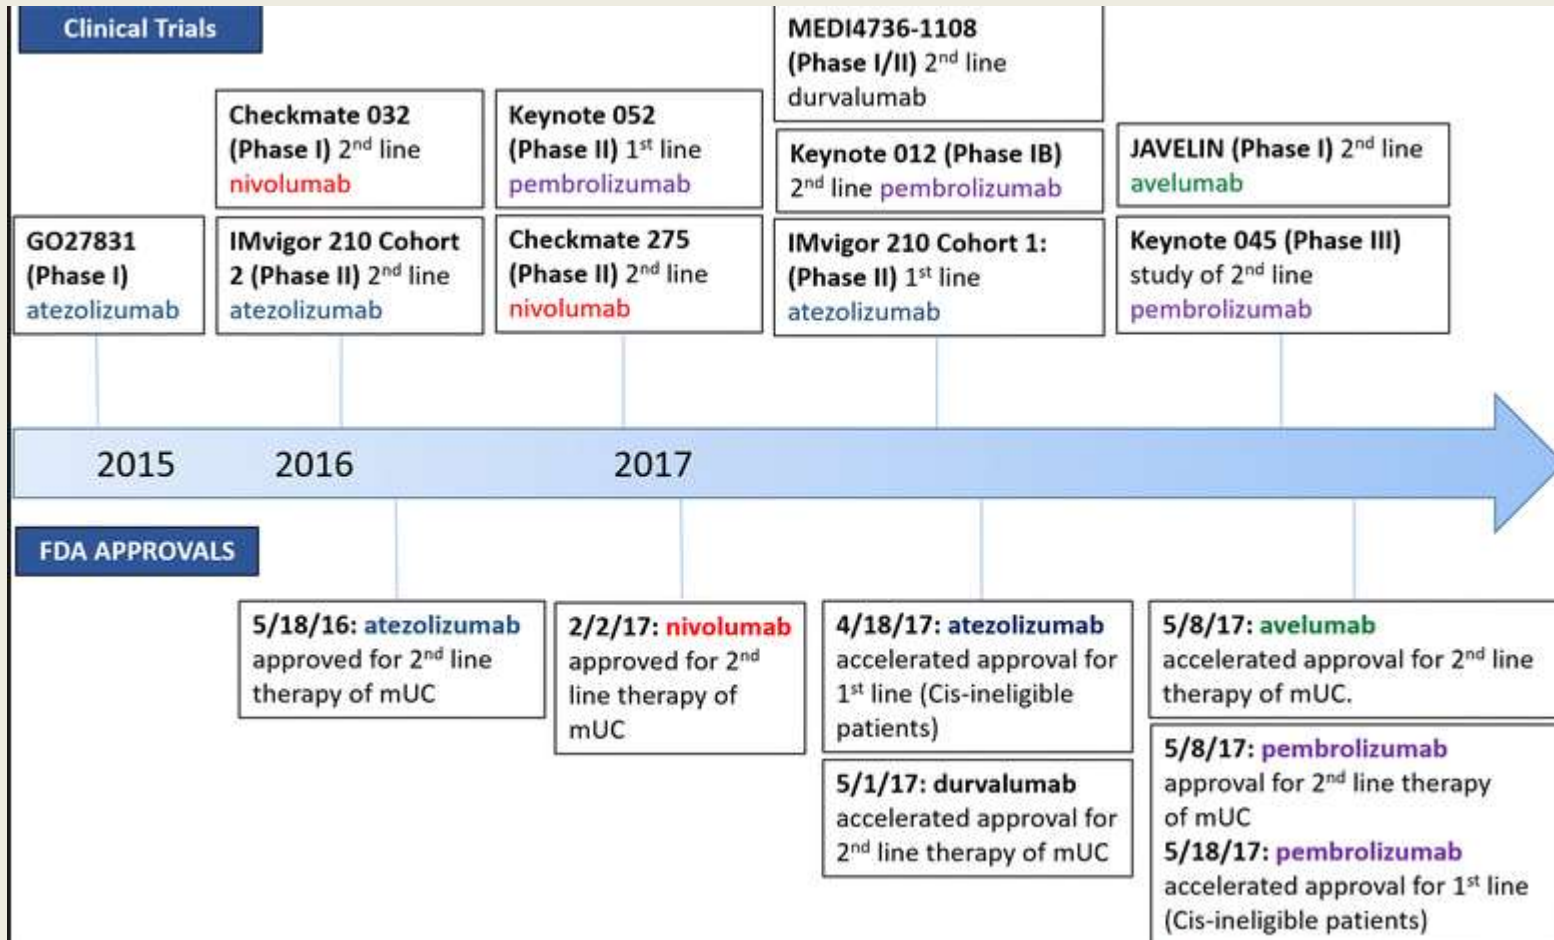 Clinical Trials
GO27831
(Phase I)
atezolizumab
Checkmate 032
(Phase I) 2nd line
nivolumab
IMvigor 210 Cohort
2 (Phase II) 2nd line
atezolizumab
Keynote 052
(Phase II) 1st line
pembrolizumab
Checkmate 275
(Phase II) 2nd line
nivolumab
MEDI4736-1108
(Phase I/II) 2nd line
durvalumab
Keynote 012 (Phase IB)
2nd line pembrolizumab
IMvigor 210 Cohort 1:
(Phase II) 1st line
atezolizumab
JAVELIN (Phase I) 2nd line
avelumab
Keynote 045 (Phase III)
study of 2nd line
pembrolizumab
2015 2016 2017
FDA APPROVALS
5/18/16: atezolizumab
approved for 2nd line
therapy of mUC
2/2/17: nivolumab
approved for 2nd
line therapy of
mUC
4/18/17: atezolizumab
accelerated approval for
1st line (Cis-ineligible
patients)
5/1/17: durvalumab
accelerated approval for
2nd line therapy of mUC
5/8/17: avelumab
accelerated approval for 2nd line
therapy of mUC.
5/8/17: pembrolizumab
approval for 2nd line therapy
of mUC
5/18/17: pembrolizumab
accelerated approval for 1st line
(Cis-ineligible patients)